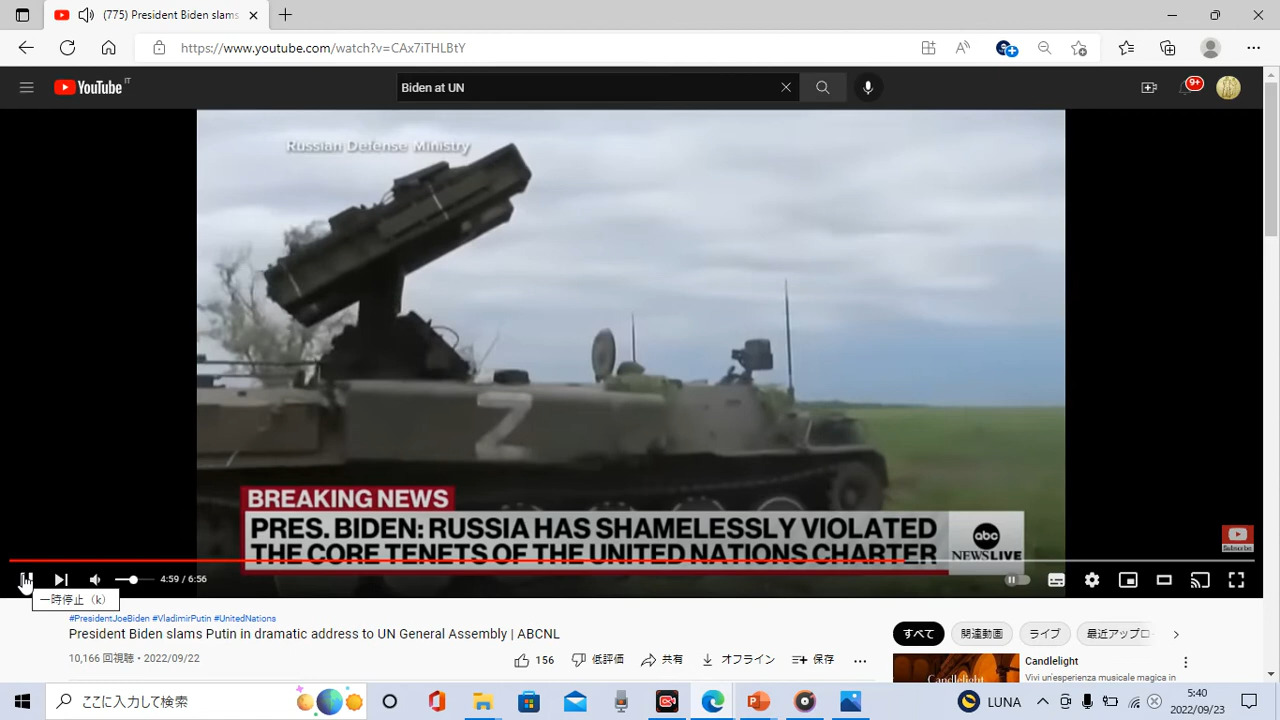 (775) President Biden slams
https://www.youtube.com/watch?v=CAx7iTHLBtY
YouTube IT
Biden at UN
9+
Russian Defense Ministry
Z
BREAKING NEWS
PRES. BIDEN: RUSSIA HAS SHAMELESSLY VIOLATED
THE CORE TENETS OF THE UNITED NATIONS CHARTER
abc
NEWS LIVE
Subscribe
4:59 / 6:56
一時停止 (k)
#PresidentJoeBiden #VladimirPutin #UnitedNations
President Biden slams Putin in dramatic address to UN General Assembly | ABCNL
10,166 回視聴・2022/09/22
156 低評価 共有 オフライン 保存
すべて 関連動画 ライブ 最近アップロ
Candlelight
Candlelight
Vivi un'esperienza musicale magica in
ここに入力して検索
LUNA
5:40
2022/09/23